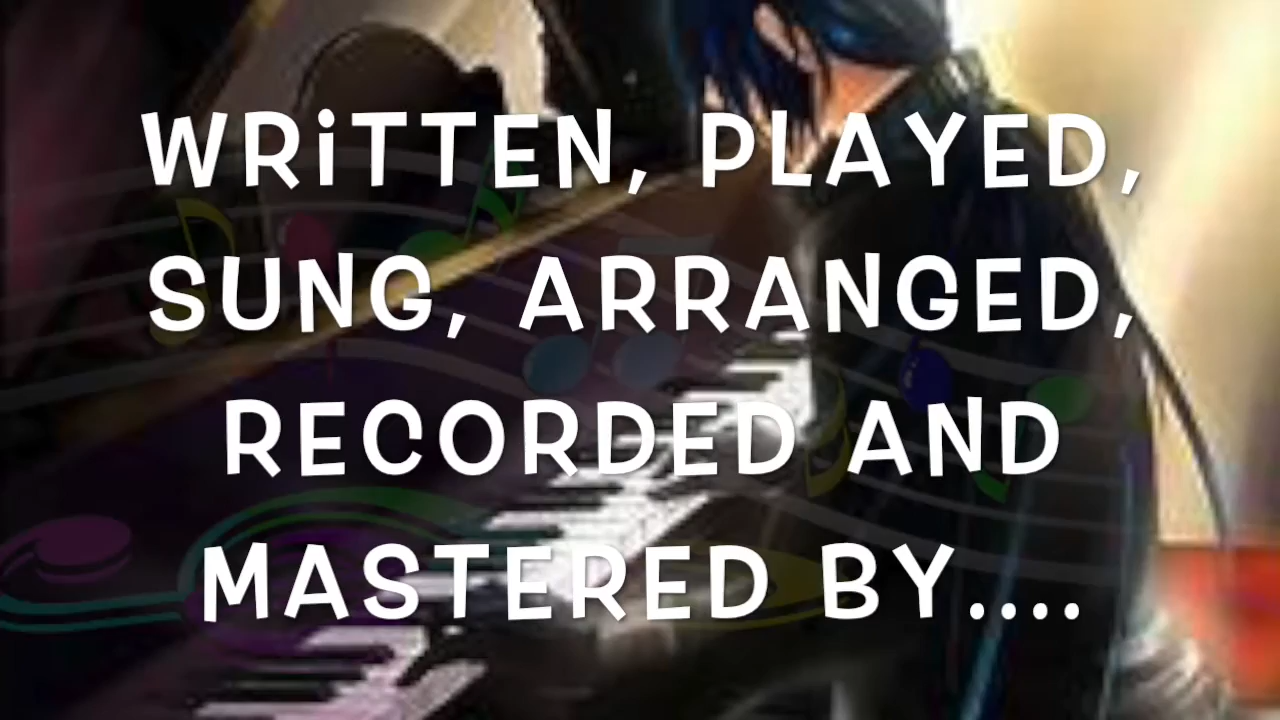 WRiTTEN, PLAYED,
SUNG, ARRANGED,
RECORDED AND
MASTERED BY....